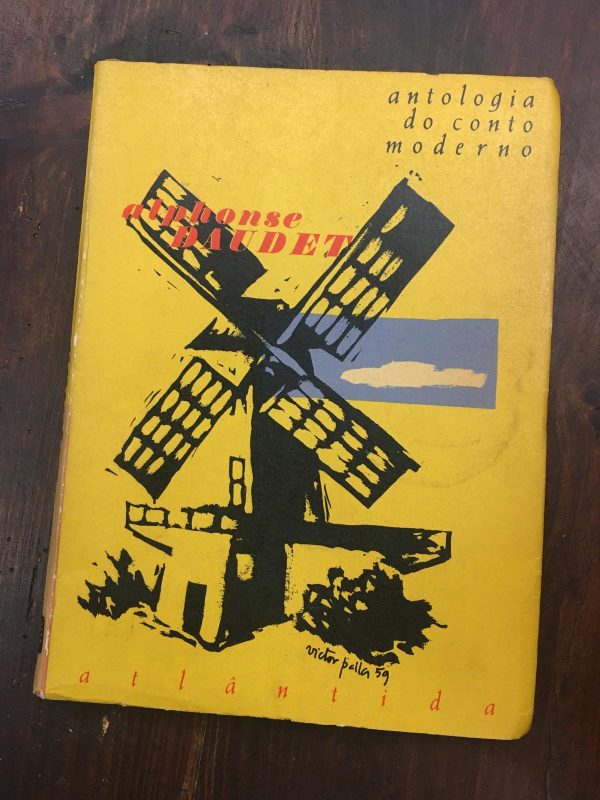 antologia
do conto
moderno
alphonse
DAUDET
victor palla 59
atlântida